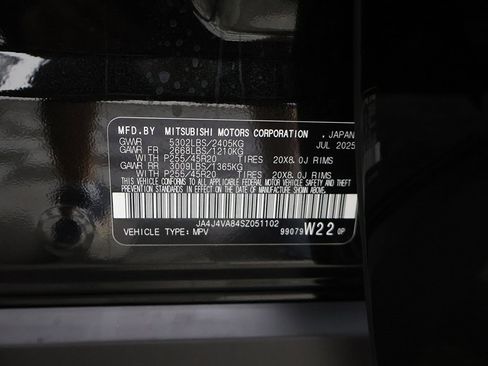 MFD.BY MITSUBISHI MOTORS CORPORATION , JAPAN
GVWR 5302LBS/2405KG JUL 2025
GAWR FR 2668LBS/1210KG
WITH P255/45R20 TIRES 20X8.0J RIMS
GAWR RR 3009LBS/1365KG
WITH P255/45R20 TIRES 20X8.0J RIMS
THIS VEHICLE CONFORMS TO ALL APPLICABLE FEDERAL MOTOR VEHICLE SAFETY AND THEFT
PREVENTION STANDARDS IN EFFECT ON THE DATE OF MANUFACTURE SHOWN ABOVE.
JA4J4VA84SZ051102
VEHICLE TYPE: MPV 99079 W22 0P